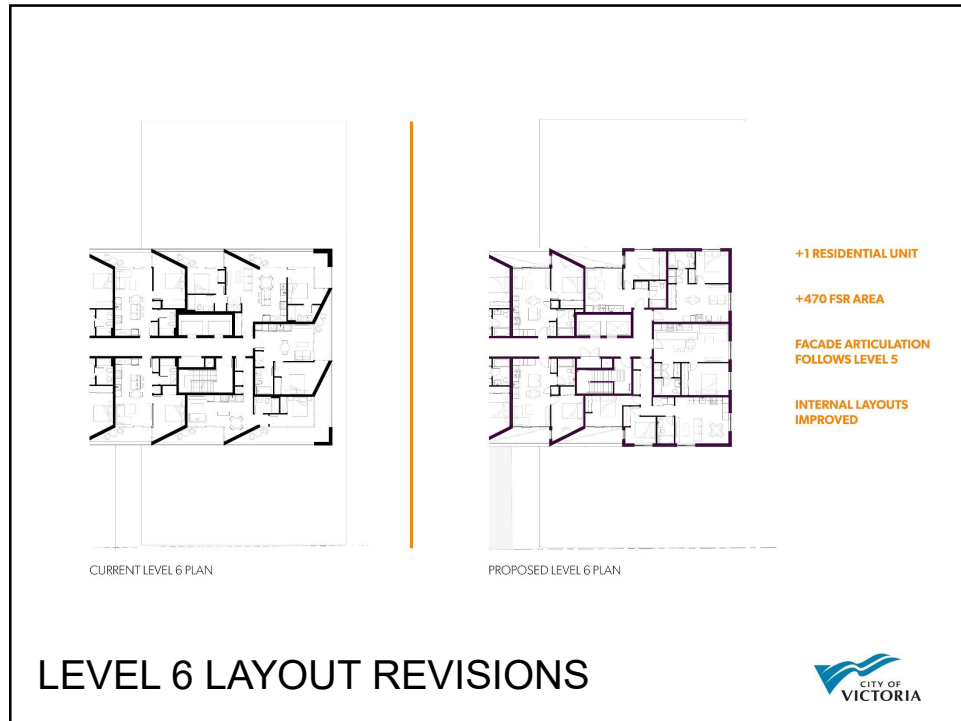 +1 RESIDENTIAL UNIT
+470 FSR AREA
FACADE ARTICULATION
FOLLOWS LEVEL 5
INTERNAL LAYOUTS
IMPROVED
CURRENT LEVEL 6 PLAN
PROPOSED LEVEL 6 PLAN
LEVEL 6 LAYOUT REVISIONS
CITY OF
VICTORIA